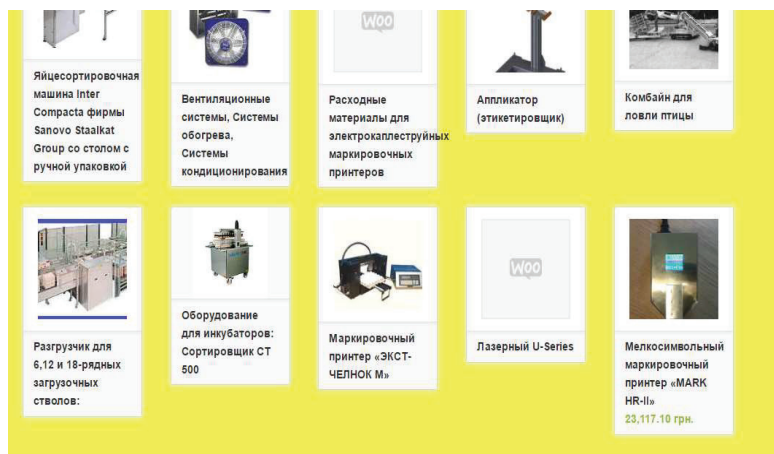 Яйцесортировочная
машина Inter
Compacta фирмы
Sanovo Staalkat
Group со столом с
ручной упаковкой
Вентиляционные
системы, Системы
обогрева,
Системы
кондиционирования
WOO
Расходные
материалы для
электрокаплеструйных
маркировочных
принтеров
Аппликатор
(этикетировщик)
Комбайн для
ловли птицы
Разгрузчик для
6,12 и 18-рядных
загрузочных
стволов:
Оборудование
для инкубаторов:
Сортировщик СТ
500
Маркировочный
принтер «ЭКСТ-
ЧЕЛНОК М»
WOO
Лазерный U-Series
Мелкосимвольный
маркировочный
принтер «MARK
HR-II»
23,117.10 грн.